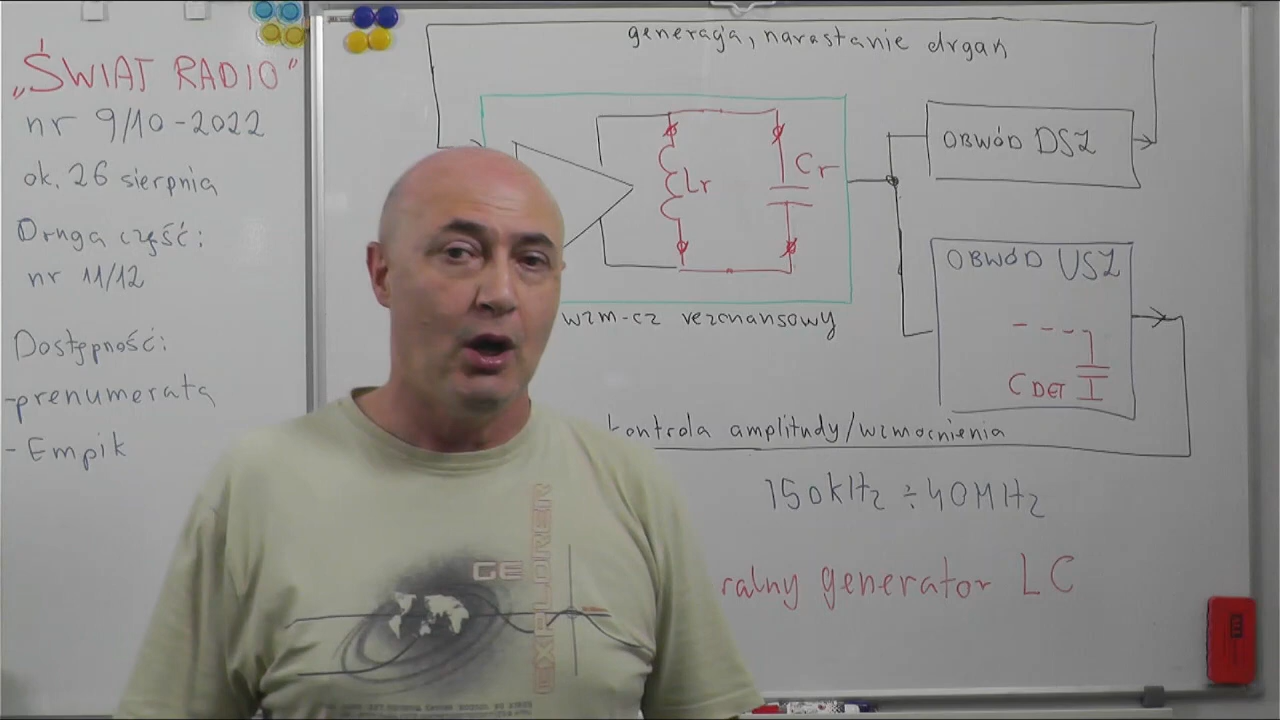 „ŚWIAT RADIO”
nr 9/10-2022
ok. 26 sierpnia
Druga część:
nr 11/12
Dostępność:
-prenumerata
- Empik
generacja, narastanie drgań
OBWÓD DSZ
Lr
Cr
OBWÓD USZ
CDET
wzm-cz rezonansowy
kontrola amplitudy/wzmocnienia
150kHz ÷ 40MHz
ralny generator LC
GE
EXPLORER